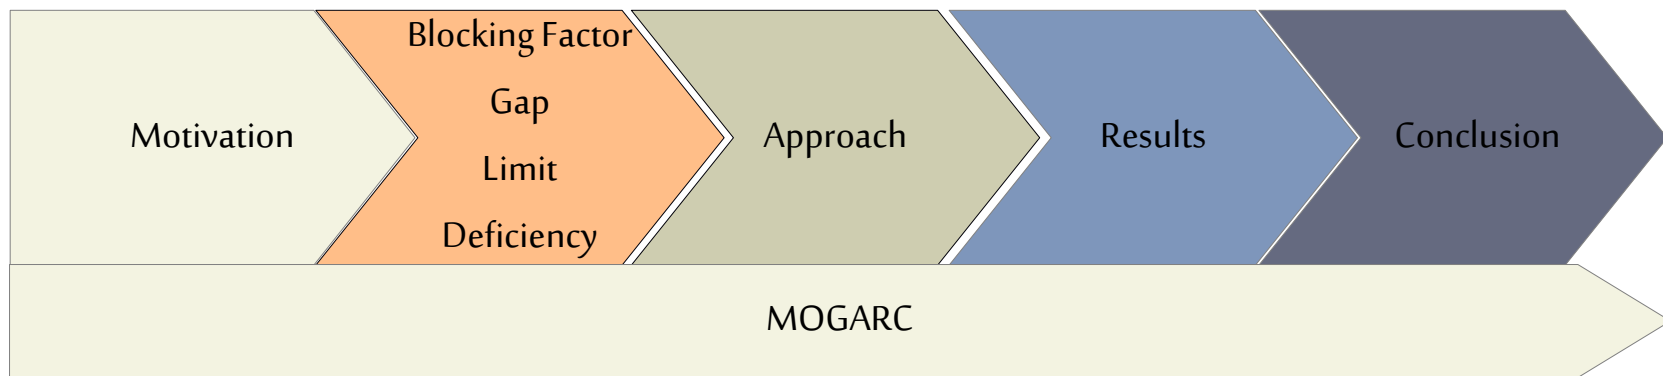 Motivation
Blocking Factor
Gap
Limit
Deficiency
Approach
Results
Conclusion
MOGARC